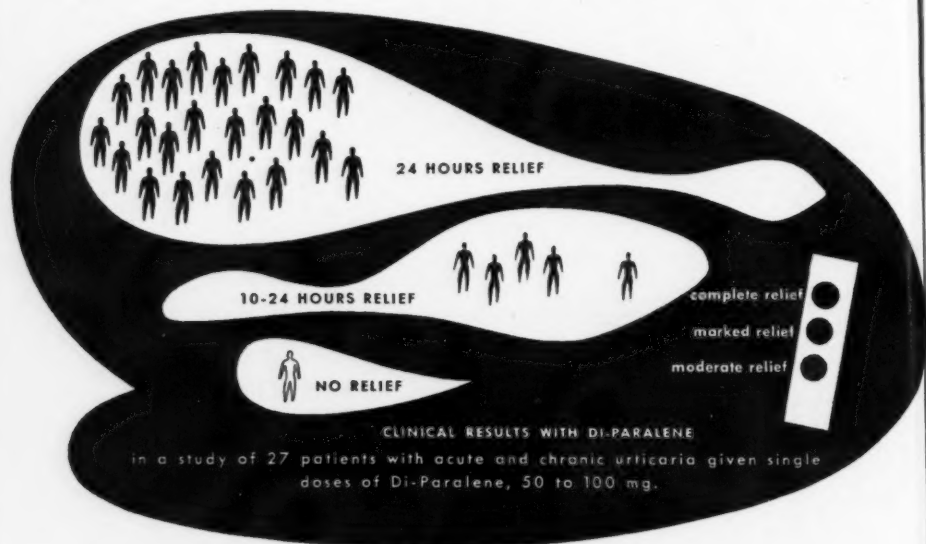 24 HOURS RELIEF
10-24 HOURS RELIEF
complete relief
marked relief
NO RELIEF
moderate relief
CLINICAL RESULTS WITH DI-PARALENE
in a study of 27 patients with acute and chronic urticaria given single
doses of Di-Paralene, 50 to 100 mg.